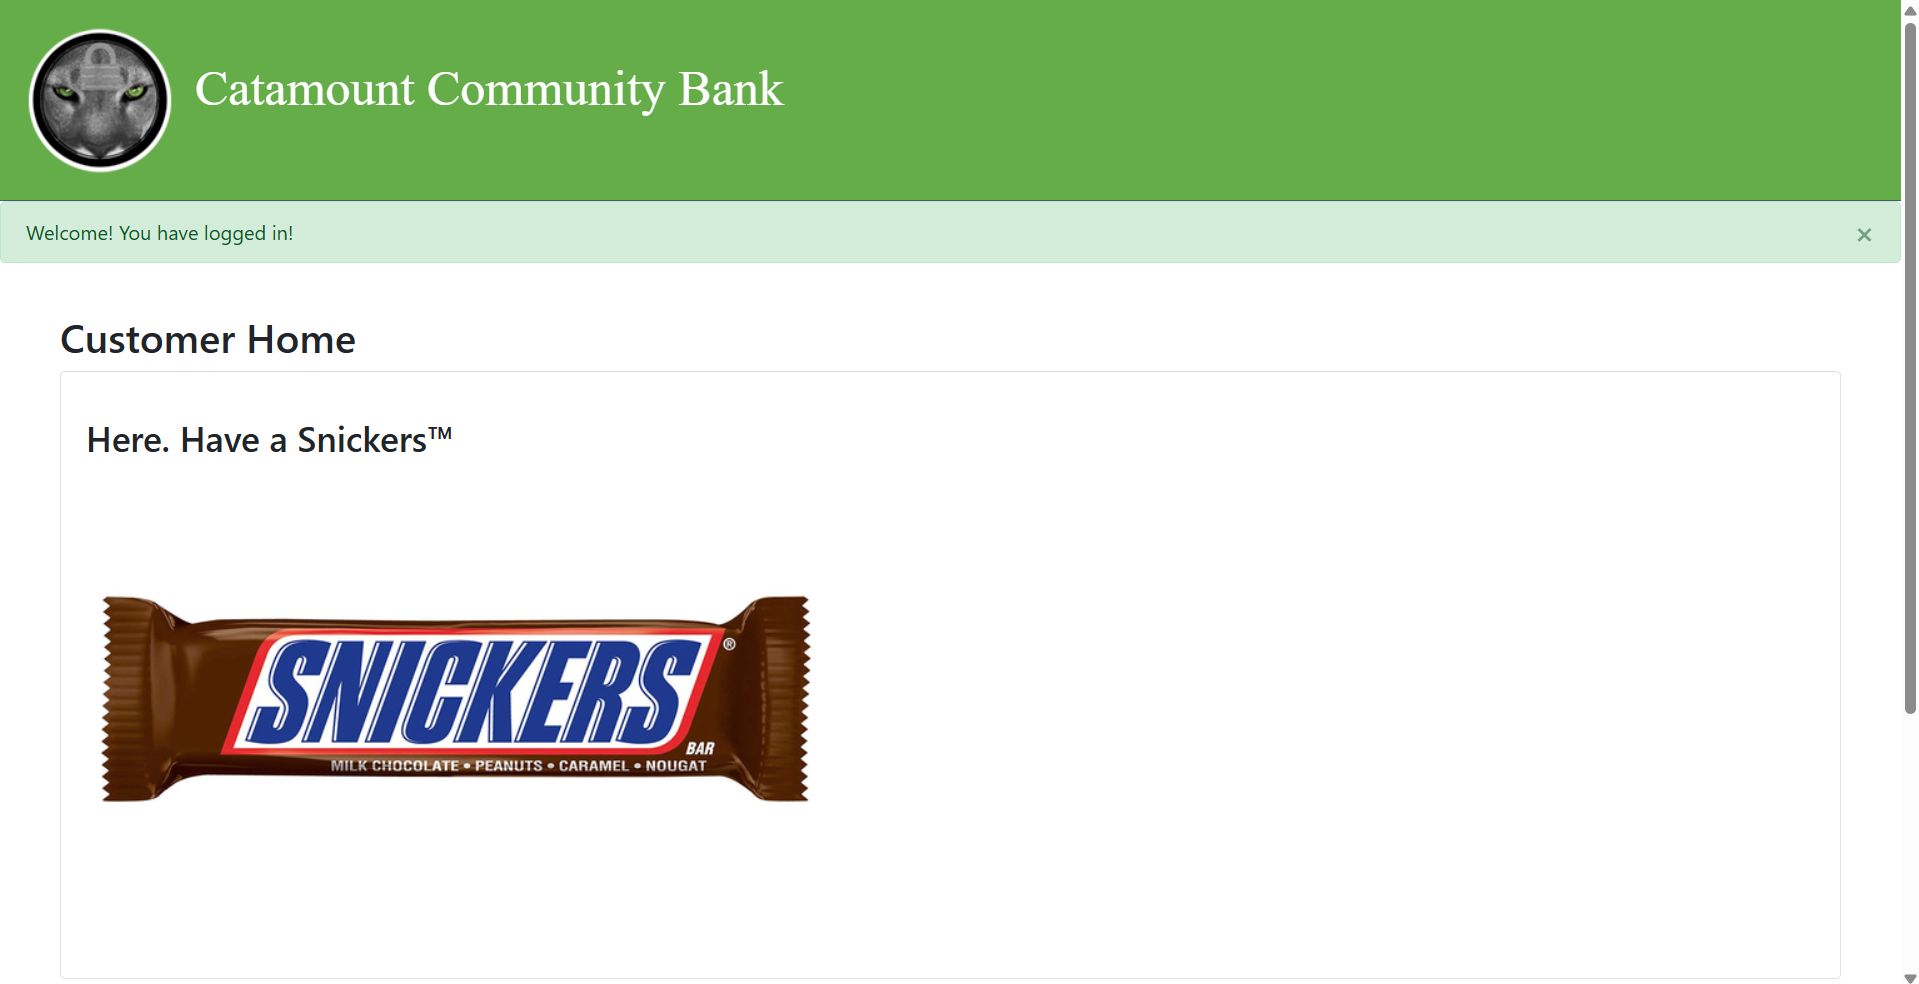 Catamount Community Bank
Welcome! You have logged in!
×
Customer Home
Here. Have a Snickers™
SNICKERS®
BAR
MILK CHOCOLATE • PEANUTS • CARAMEL • NOUGAT